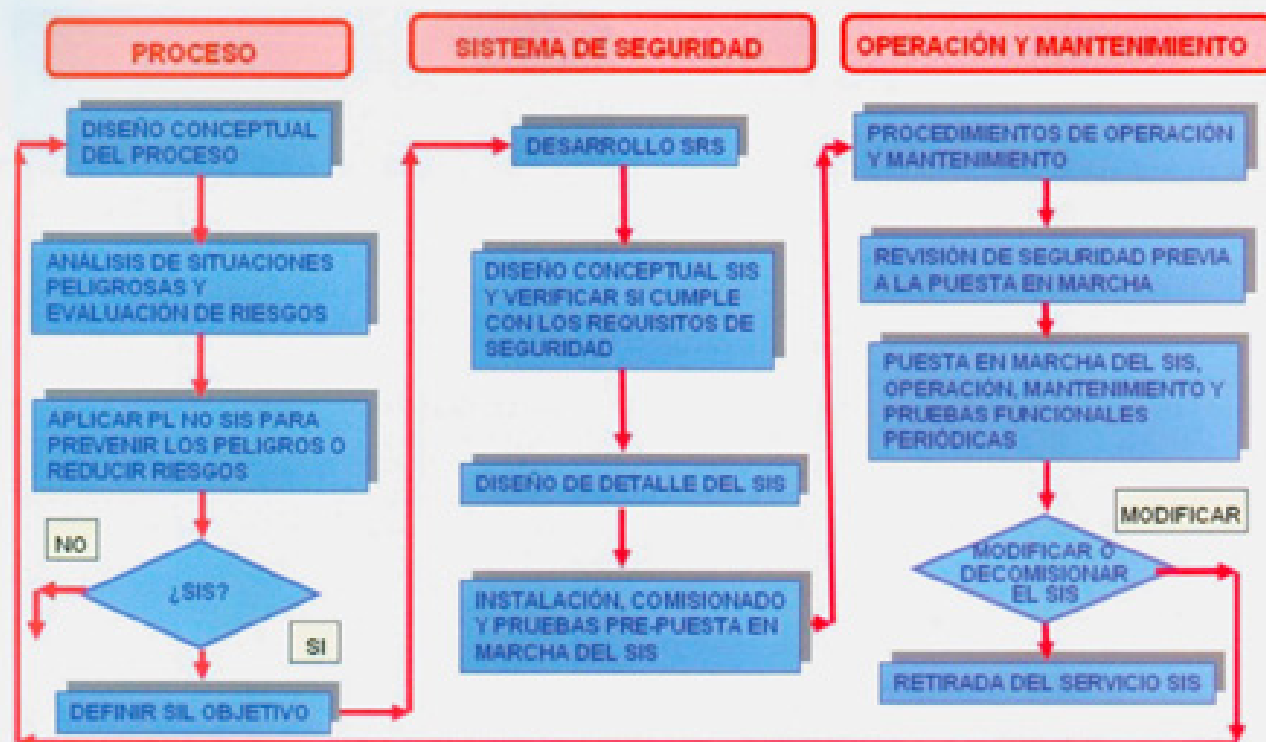 PROCESO
DISEÑO CONCEPTUAL
DEL PROCESO
ANÁLISIS DE SITUACIONES
PELIGROSAS Y
EVALUACIÓN DE RIESGOS
APLICAR PL NO SIS PARA
PREVENIR LOS PELIGROS O
REDUCIR RIESGOS
NO
¿SIS?
SI
DEFINIR SIL OBJETIVO
SISTEMA DE SEGURIDAD
DESARROLLO SRS
DISEÑO CONCEPTUAL SIS
Y VERIFICAR SI CUMPLE
CON LOS REQUISITOS DE
SEGURIDAD
DISEÑO DE DETALLE DEL SIS
INSTALACIÓN, COMISIONADO
Y PRUEBAS PRE-PUESTA EN
MARCHA DEL SIS
OPERACIÓN Y MANTENIMIENTO
PROCEDIMIENTOS DE OPERACIÓN
Y MANTENIMIENTO
REVISIÓN DE SEGURIDAD PREVIA
A LA PUESTA EN MARCHA
PUESTA EN MARCHA DEL SIS,
OPERACIÓN, MANTENIMIENTO Y
PRUEBAS FUNCIONALES
PERIÓDICAS
MODIFICAR
MODIFICAR O
DECOMISIONAR
EL SIS
RETIRADA DEL SERVICIO SIS